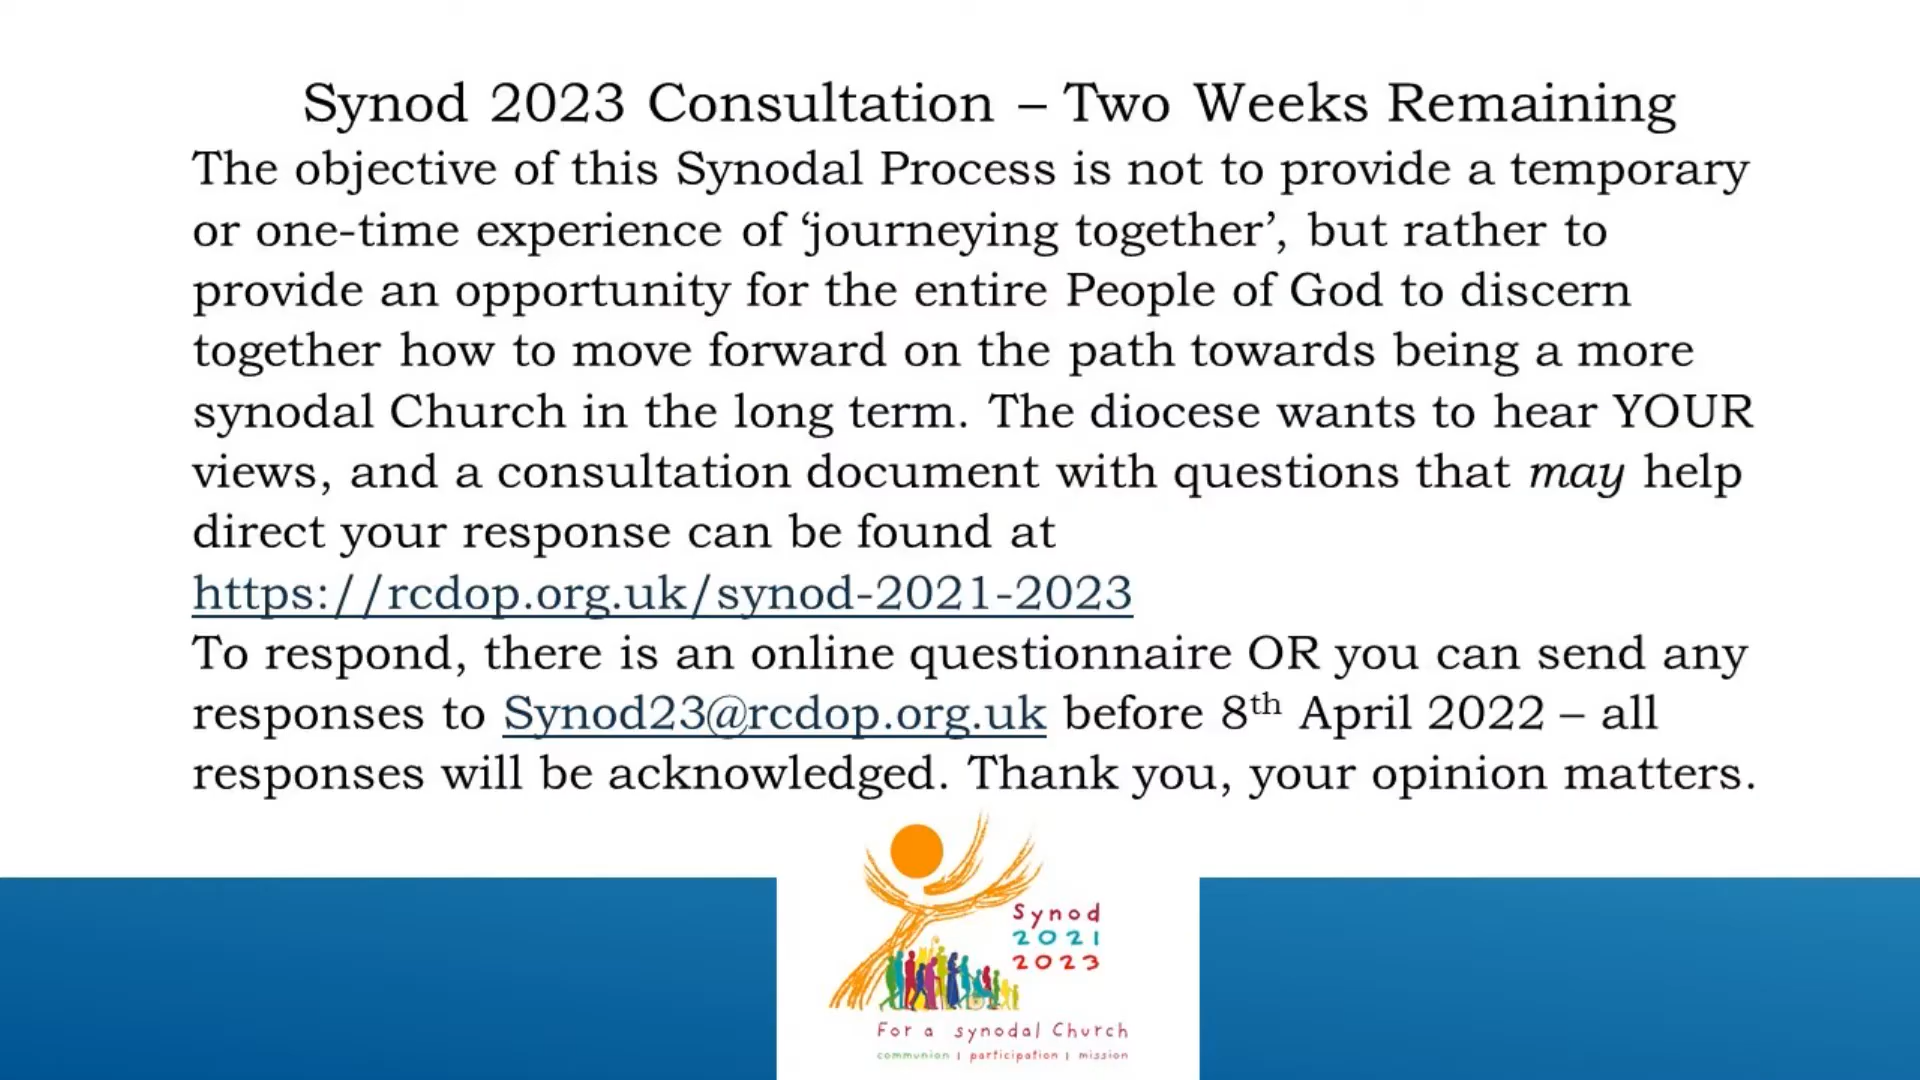 Synod 2023 Consultation – Two Weeks Remaining
The objective of this Synodal Process is not to provide a temporary
or one-time experience of ‘journeying together’, but rather to
provide an opportunity for the entire People of God to discern
together how to move forward on the path towards being a more
synodal Church in the long term. The diocese wants to hear YOUR
views, and a consultation document with questions that may help
direct your response can be found at
https://rcdop.org.uk/synod-2021-2023
To respond, there is an online questionnaire OR you can send any
responses to Synod23@rcdop.org.uk before 8th April 2022 – all
responses will be acknowledged. Thank you, your opinion matters.
Synod
2021
2023
For a synodal Church
communion | participation | mission